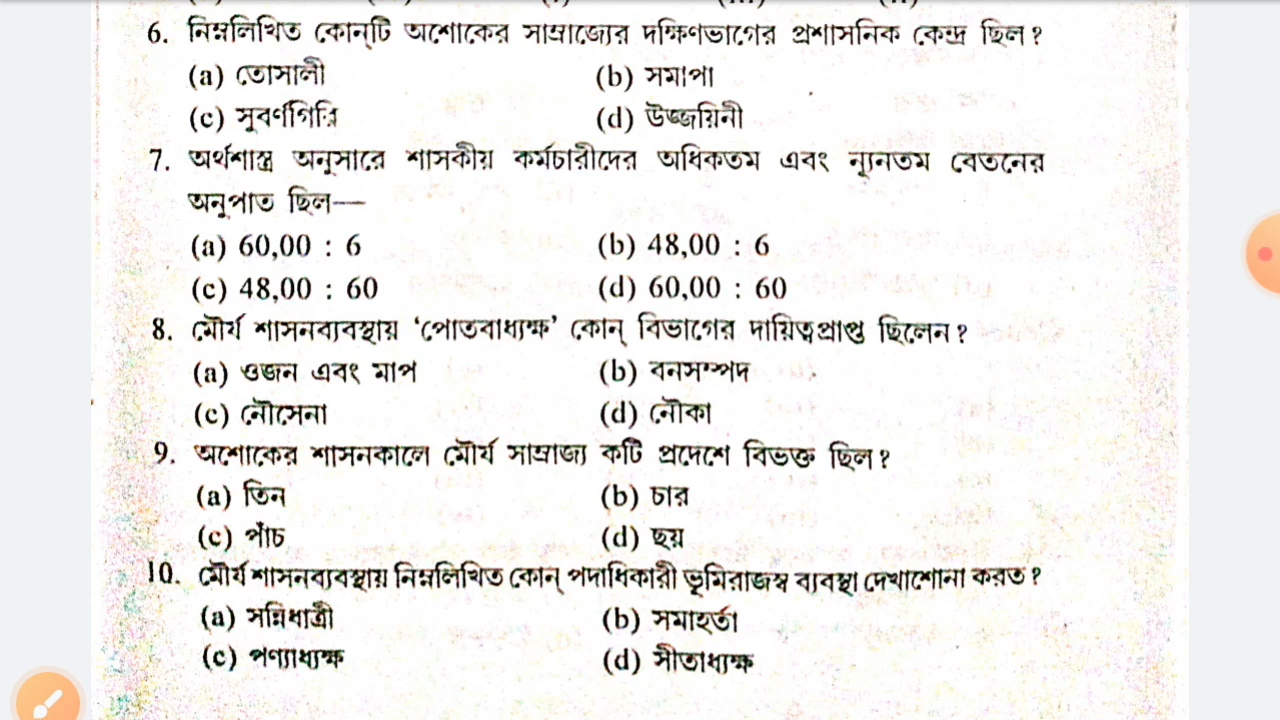 6. নিম্নলিখিত কোন্‌টি অশোকের সাম্রাজ্যের দক্ষিণভাগের প্রশাসনিক কেন্দ্র ছিল?
(a) তোসালী (b) সমাপা
(c) সুবর্ণগিরি (d) উজ্জয়িনী
7. অর্থশাস্ত্র অনুসারে শাসকীয় কর্মচারীদের অধিকতম এবং ন্যূনতম বেতনের
অনুপাত ছিল—
(a) 60,00 : 6 (b) 48,00 : 6
(c) 48,00 : 60 (d) 60,00 : 60
8. মৌর্য শাসনব্যবস্থায় ‘পোতবাধ্যক্ষ’ কোন্ বিভাগের দায়িত্বপ্রাপ্ত ছিলেন?
(a) ওজন এবং মাপ (b) বনসম্পদ
(c) নৌসেনা (d) নৌকা
9. অশোকের শাসনকালে মৌর্য সাম্রাজ্য কটি প্রদেশে বিভক্ত ছিল?
(a) তিন (b) চার
(c) পাঁচ (d) ছয়
10. মৌর্য শাসনব্যবস্থায় নিম্নলিখিত কোন্ পদাধিকারী ভূমিরাজস্ব ব্যবস্থা দেখাশোনা করত?
(a) সন্নিধাত্রী (b) সমাহর্তা
(c) পণ্যাধ্যক্ষ (d) সীতাধ্যক্ষ